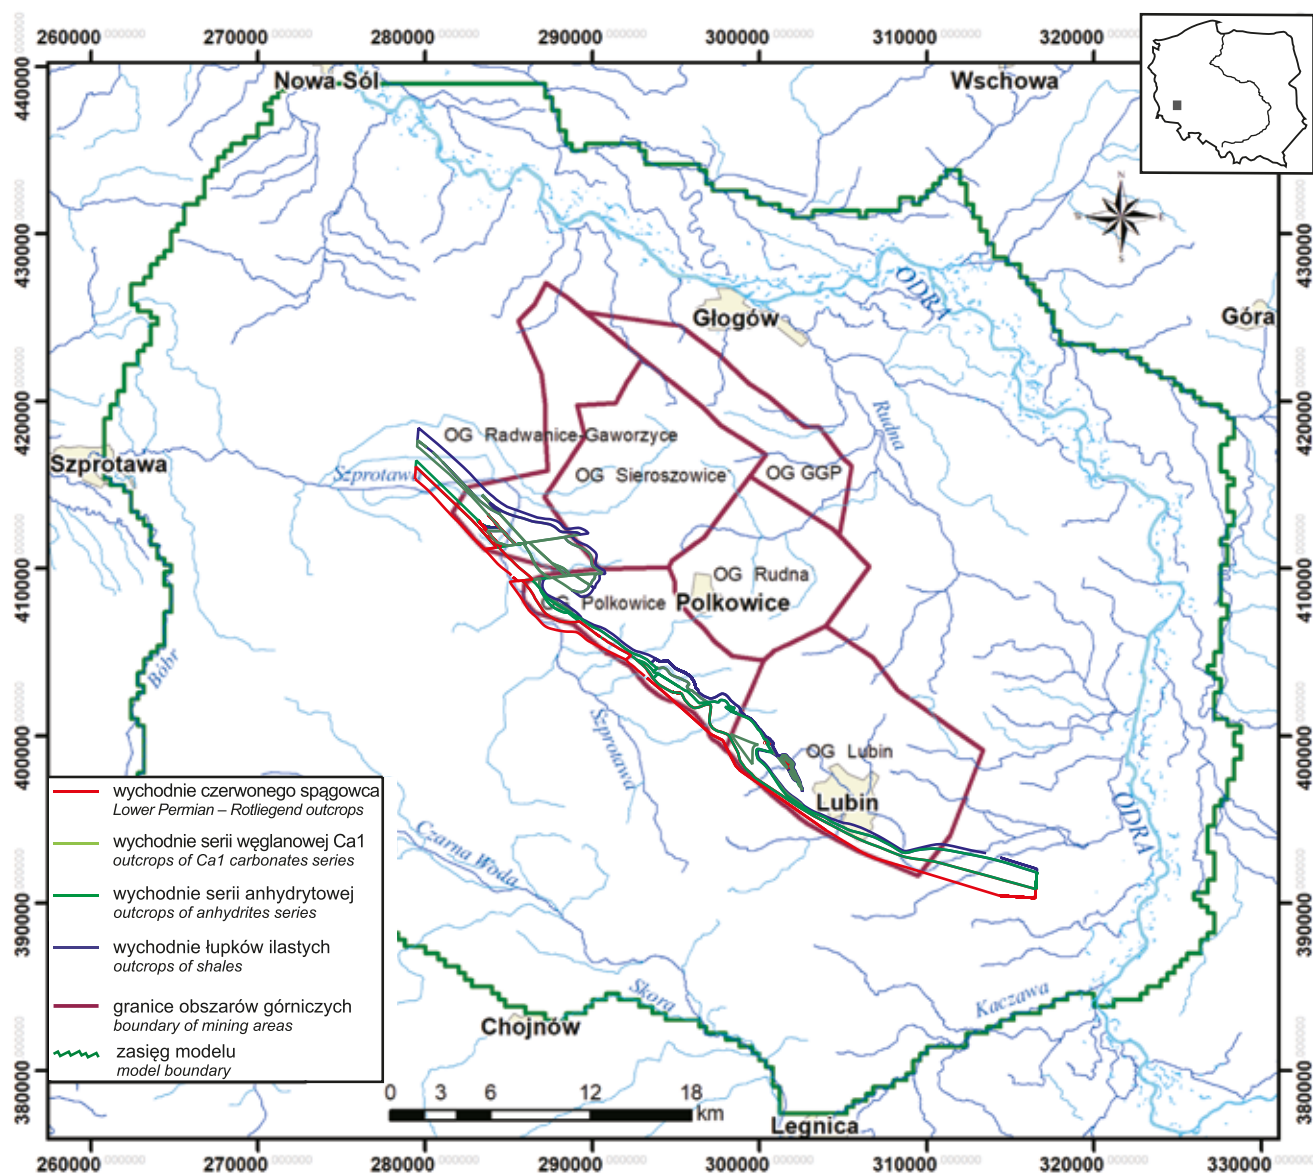 260000
270000
280000
290000
300000
310000
320000
Nowa Sól
Wschowa
440000
430000
420000
410000
400000
390000
380000
430000
420000
410000
400000
390000
380000
N
E
S
ODRA
Góra
Głogów
Rudna
OG Radwanice-Gaworzyce
Szprotawa
Szprotawa
OG Sieroszowice
OG GGP
OG Rudna
OG Polkowice
Polkowice
Bóbr
Szprotawa
OG Lubin
Lubin
ODRA
Czarna Woda
Skora
Kaczawa
Chojnów
Legnica
wychodnie czerwonego spągowca
Lower Permian – Rotliegend outcrops
wychodnie serii węglanowej Ca1
outcrops of Ca1 carbonates series
wychodnie serii anhydrytowej
outcrops of anhydrites series
wychodnie łupków ilastych
outcrops of shales
granice obszarów górniczych
boundary of mining areas
zasięg modelu
model boundary
0 3 6 12 18
km
260000
270000
280000
290000
300000
310000
320000
330000